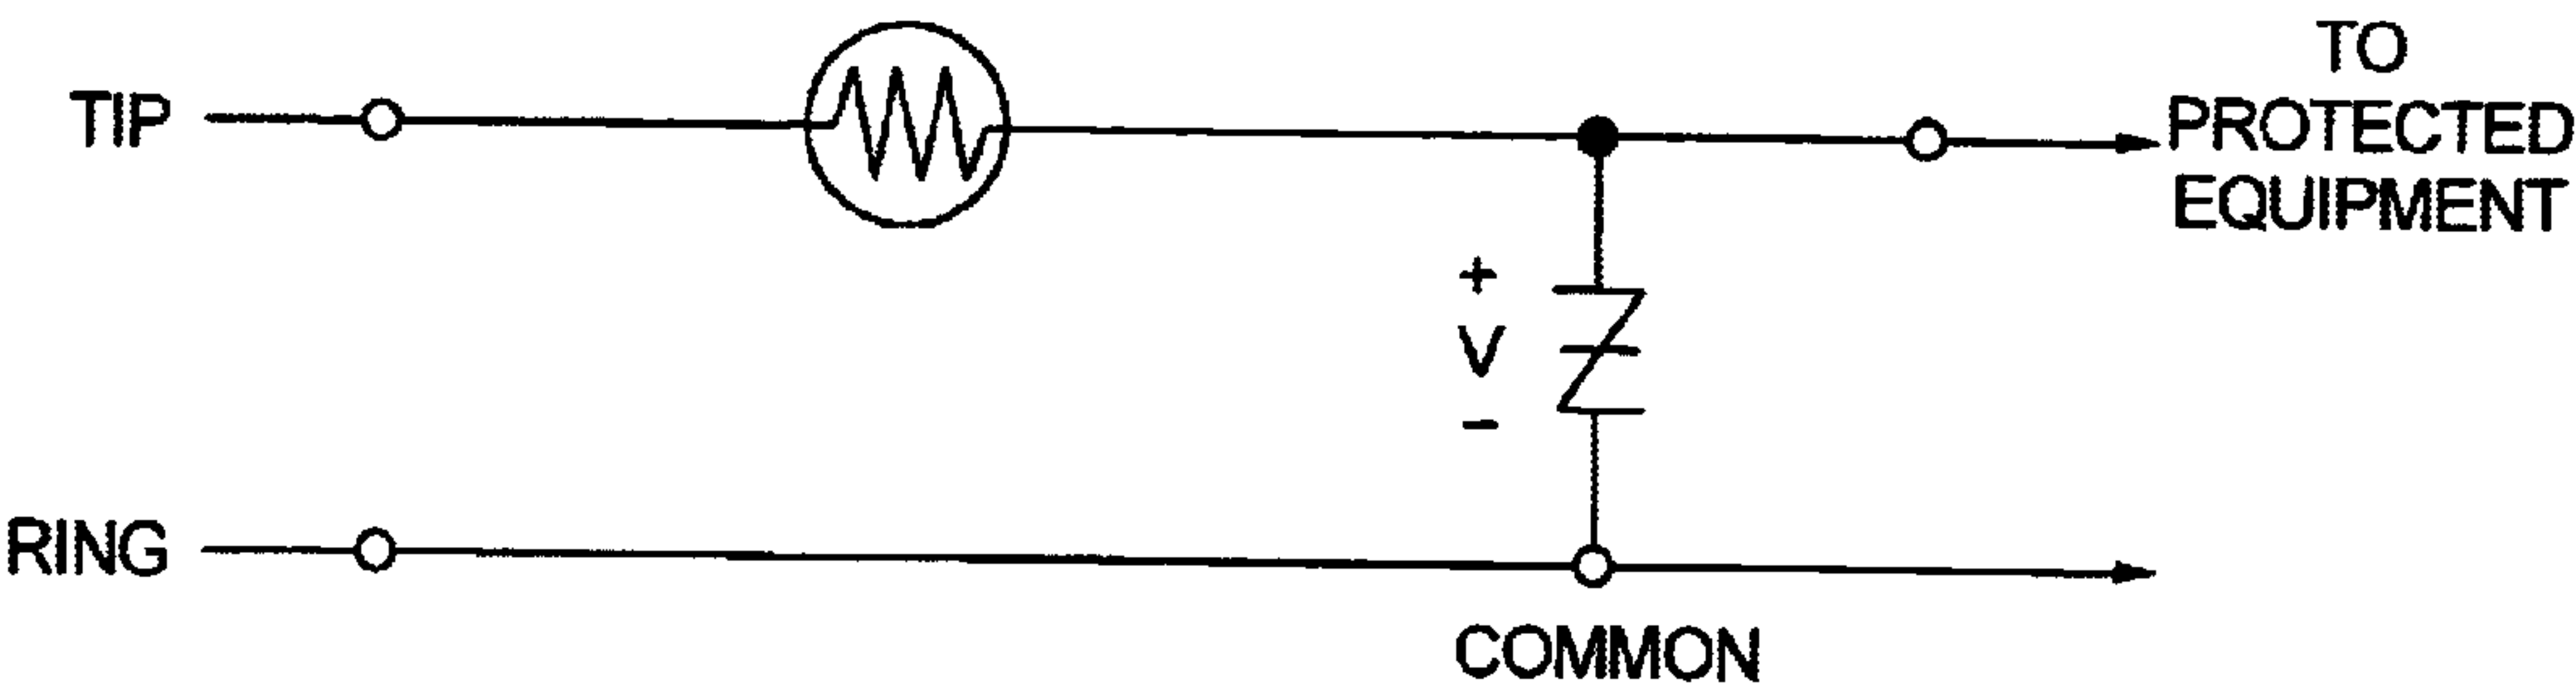 TIP
TO
PROTECTED
EQUIPMENT
+
V
-
RING
COMMON